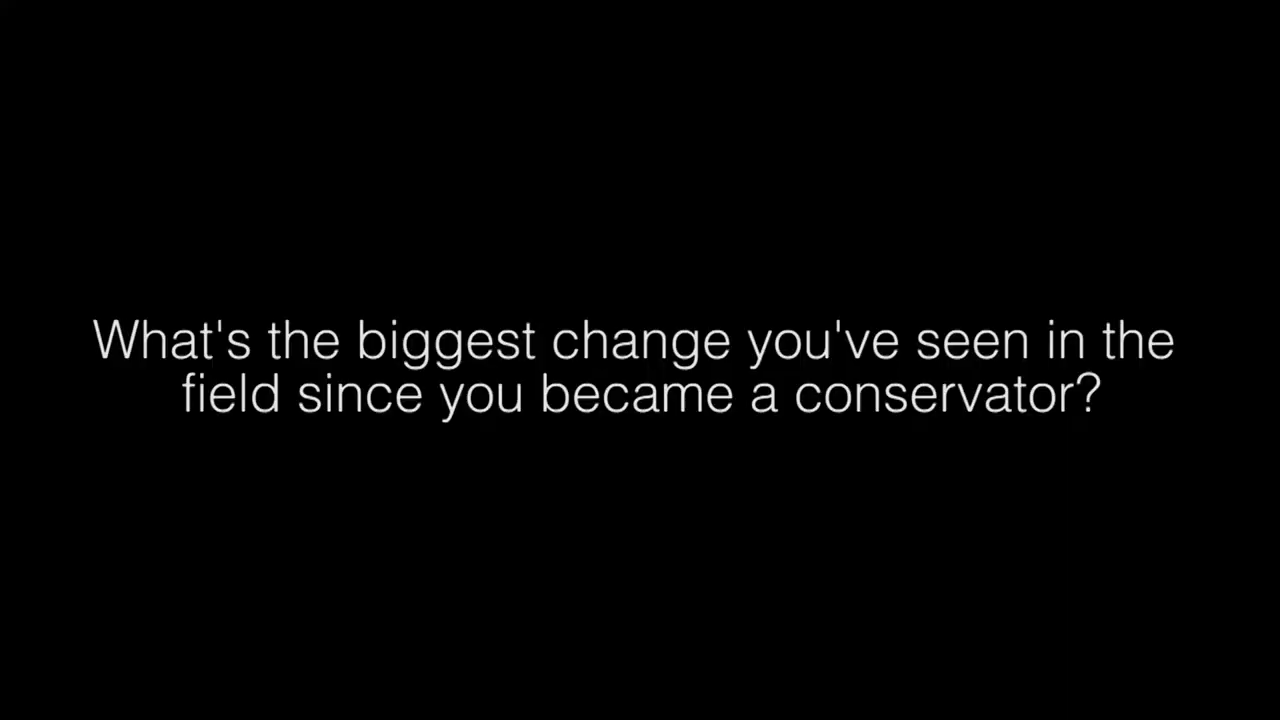 What's the biggest change you've seen in the
field since you became a conservator?